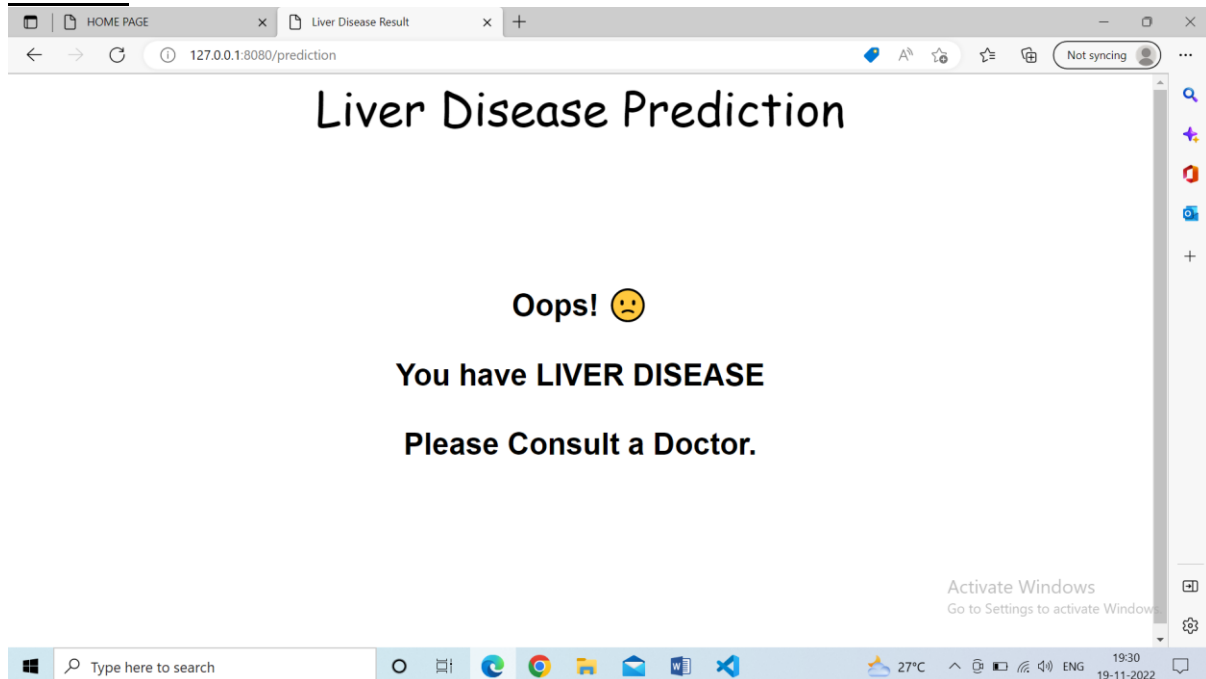 HOME PAGE
Liver Disease Result
127.0.0.1:8080/prediction
Not syncing
Liver Disease Prediction
Oops! 🙁
You have LIVER DISEASE
Please Consult a Doctor.
Activate Windows
Go to Settings to activate Windows.
Type here to search
27°C
ENG
19:30
19-11-2022